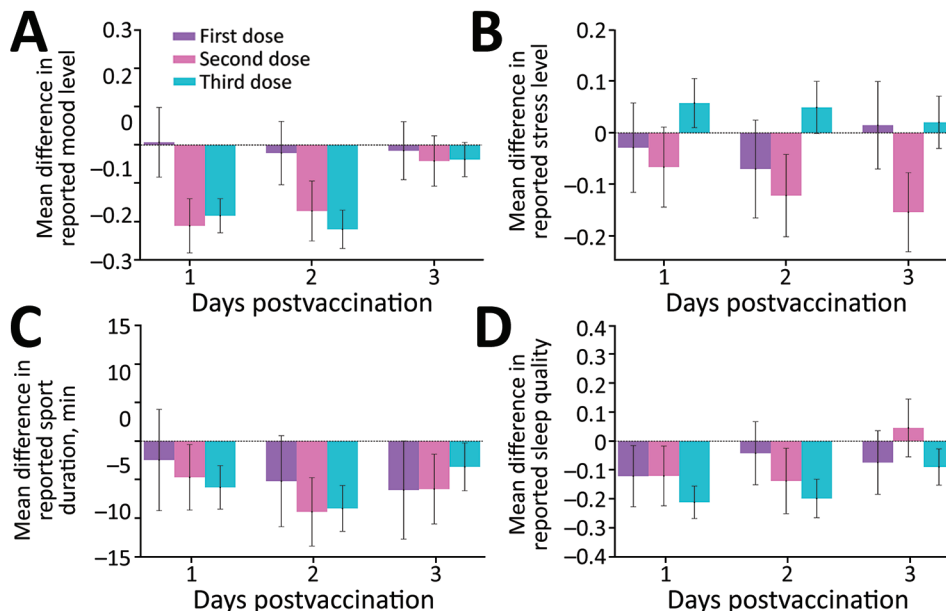 A
Mean difference in
reported mood level
0.3
0.2
0
−0.1
−0.2
−0.3
First dose
Second dose
Third dose
1 2 3
Days postvaccination
B
Mean difference in
reported stress level
0.2
0.1
0
−0.1
−0.2
1 2 3
Days postvaccination
C
Mean difference in
reported sport
duration, min
15
10
0
−5
−10
−15
1 2 3
Days postvaccination
D
Mean difference in
reported sleep quality
0.4
0.3
0.2
0.1
0
−0.1
−0.2
−0.3
−0.4
1 2 3
Days postvaccination